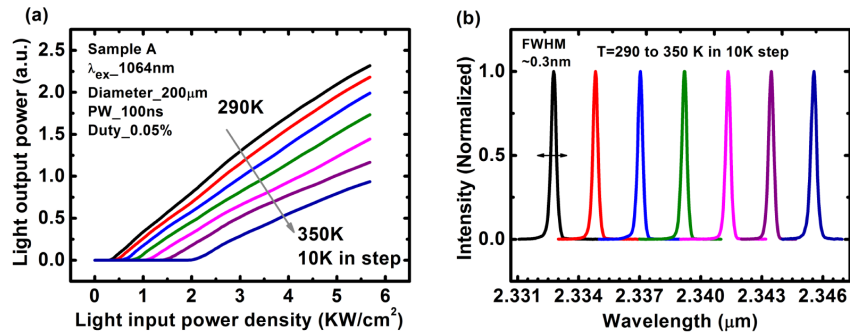 (a)
Sample A
λex_1064nm
Diameter_200μm
PW_100ns
Duty_0.05%
290K
350K
10K in step
Light output power (a.u.)
2.5
2.0
1.5
1.0
0.5
0.0
0 1 2 3 4 5 6
Light input power density (KW/cm²)
(b)
FWHM
~0.3nm
T=290 to 350 K in 10K step
Intensity (Normalized)
1.0
0.5
0.0
2.331 2.334 2.337 2.340 2.343 2.346
Wavelength (μm)